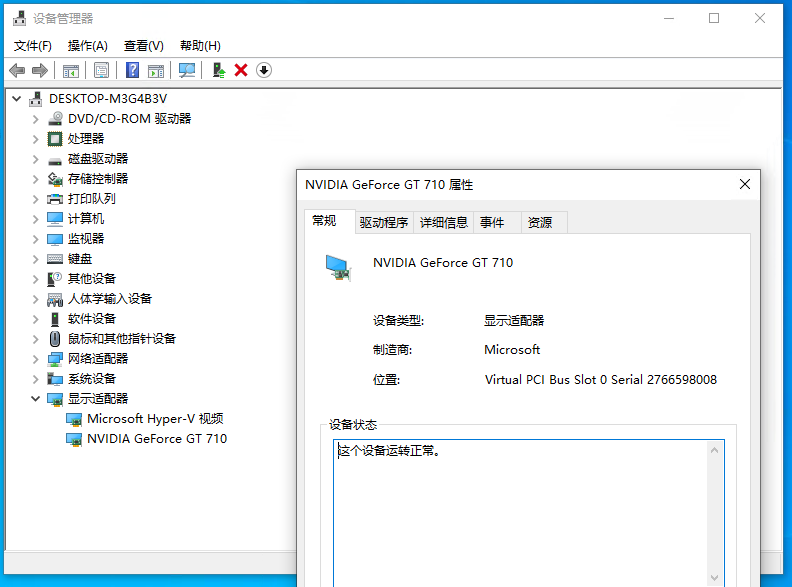 设备管理器
文件(F) 操作(A) 查看(V) 帮助(H)
DESKTOP-M3G4B3V
DVD/CD-ROM 驱动器
处理器
磁盘驱动器
存储控制器
打印队列
计算机
监视器
键盘
其他设备
人体学输入设备
软件设备
鼠标和其他指针设备
网络适配器
系统设备
显示适配器
Microsoft Hyper-V 视频
NVIDIA GeForce GT 710
NVIDIA GeForce GT 710 属性
常规 驱动程序 详细信息 事件 资源
NVIDIA GeForce GT 710
设备类型: 显示适配器
制造商: Microsoft
位置: Virtual PCI Bus Slot 0 Serial 2766598008
设备状态
这个设备运转正常。